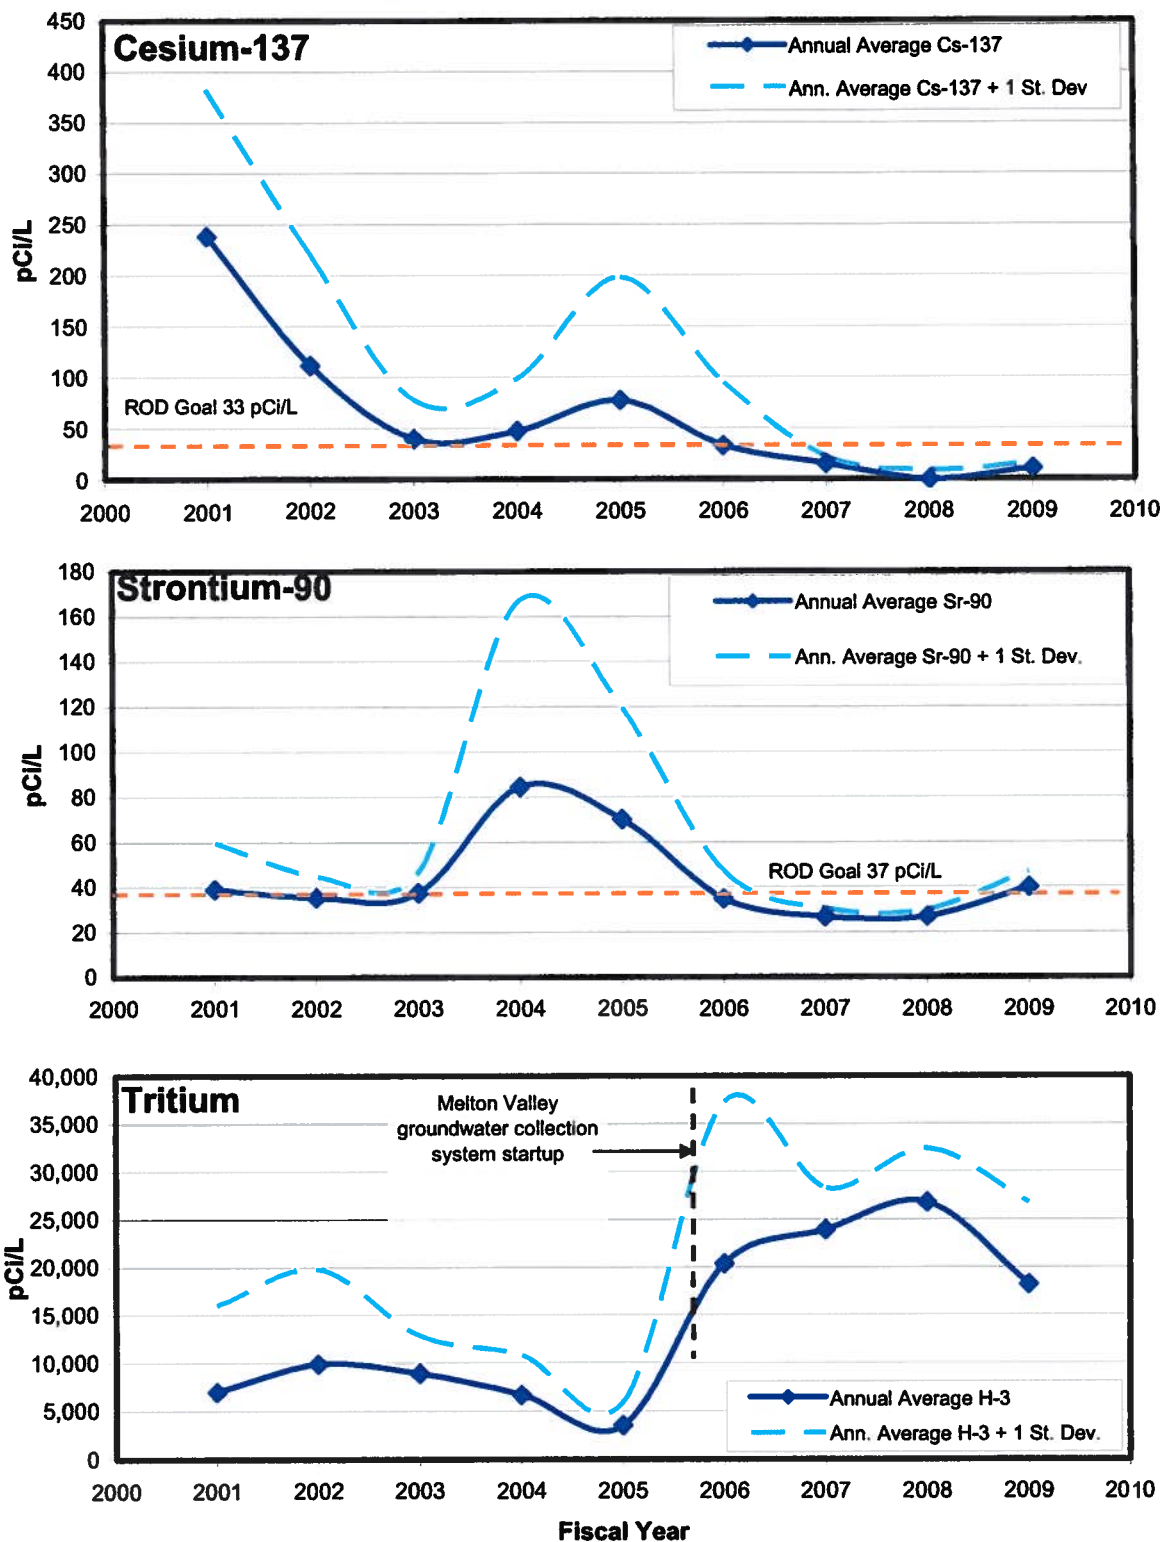 Cesium-137
Annual Average Cs-137
Ann. Average Cs-137 + 1 St. Dev
450
400
350
300
250
200
150
100
50
0
pCi/L
ROD Goal 33 pCi/L
2000 2001 2002 2003 2004 2005 2006 2007 2008 2009 2010
Strontium-90
Annual Average Sr-90
Ann. Average Sr-90 + 1 St. Dev.
180
160
140
120
100
80
60
40
20
0
pCi/L
ROD Goal 37 pCi/L
2000 2001 2002 2003 2004 2005 2006 2007 2008 2009 2010
Tritium
Melton Valley
groundwater collection
system startup
40,000
35,000
30,000
25,000
20,000
15,000
10,000
5,000
0
pCi/L
Annual Average H-3
Ann. Average H-3 + 1 St. Dev.
2000 2001 2002 2003 2004 2005 2006 2007 2008 2009 2010
Fiscal Year